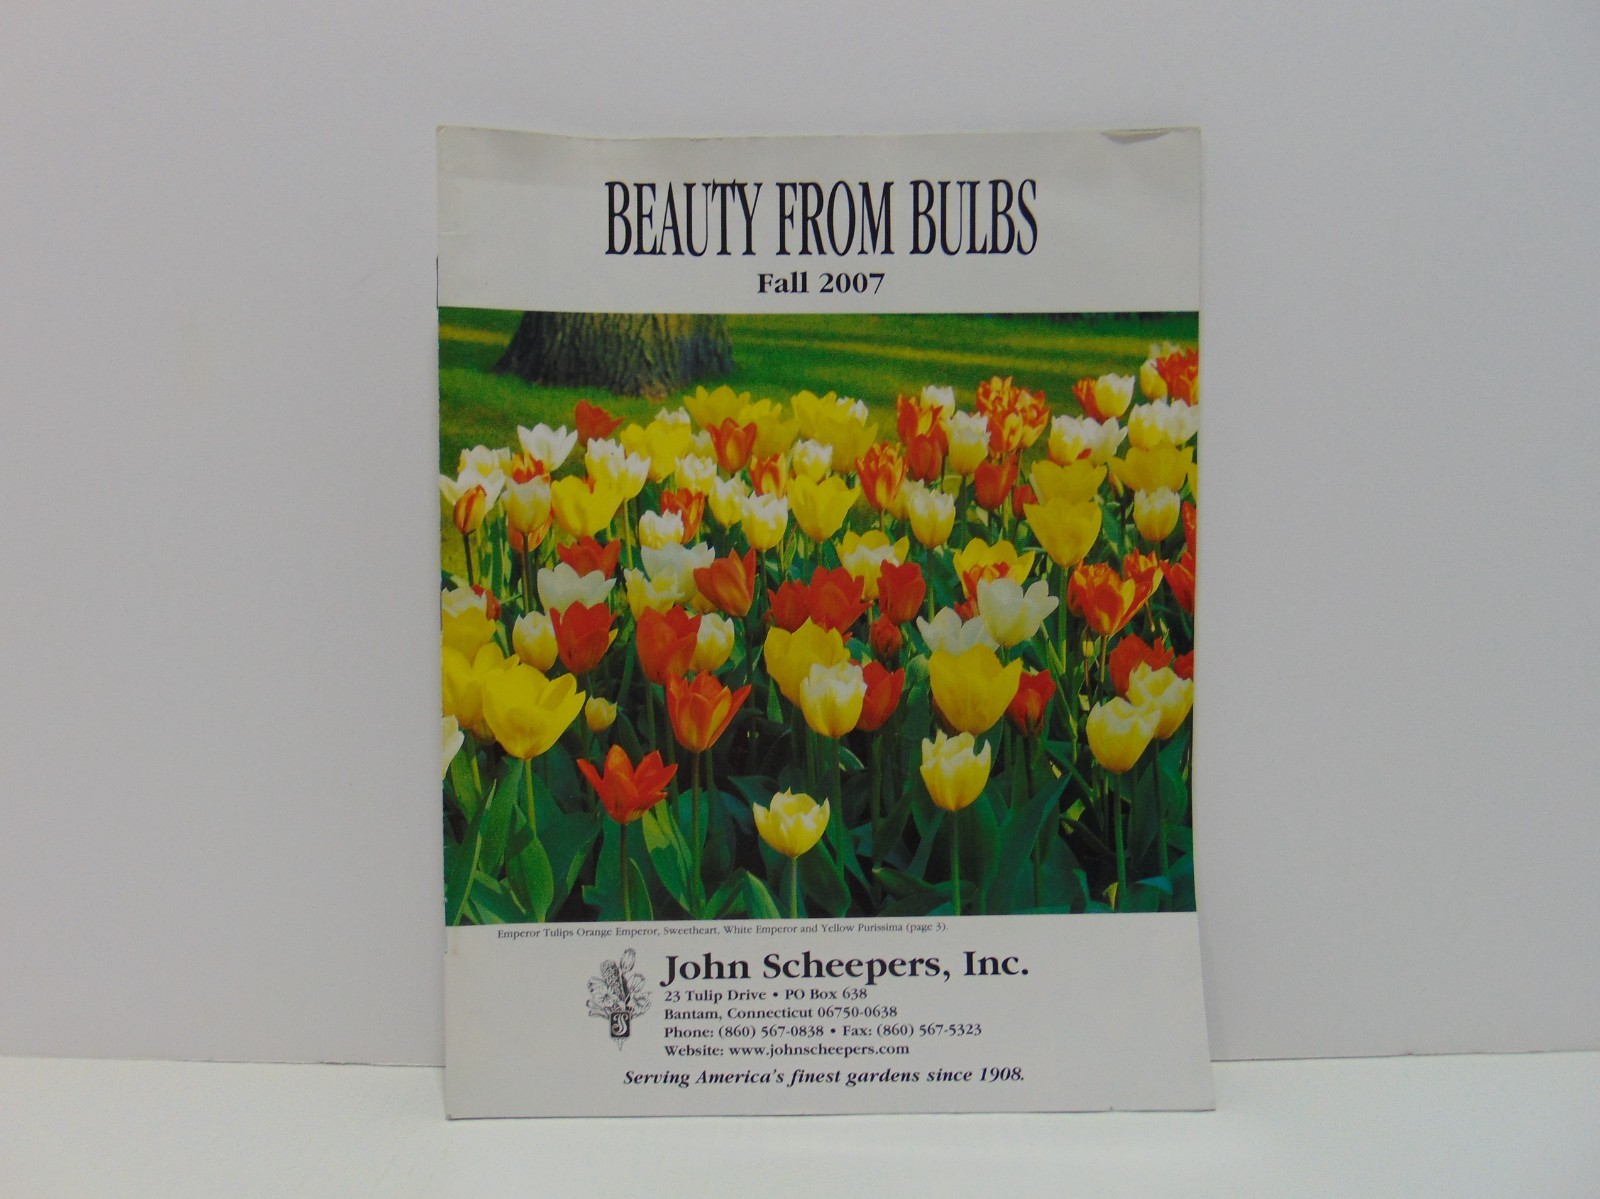 BEAUTY FROM BULBS
Fall 2007
Emperor Tulips Orange Emperor, Sweetheart, White Emperor and Yellow Purissima (page 3).
John Scheepers, Inc.
23 Tulip Drive • PO Box 638
Bantam, Connecticut 06750-0638
Phone: (860) 567-0838 • Fax: (860) 567-5323
Website: www.johnscheepers.com
Serving America's finest gardens since 1908.